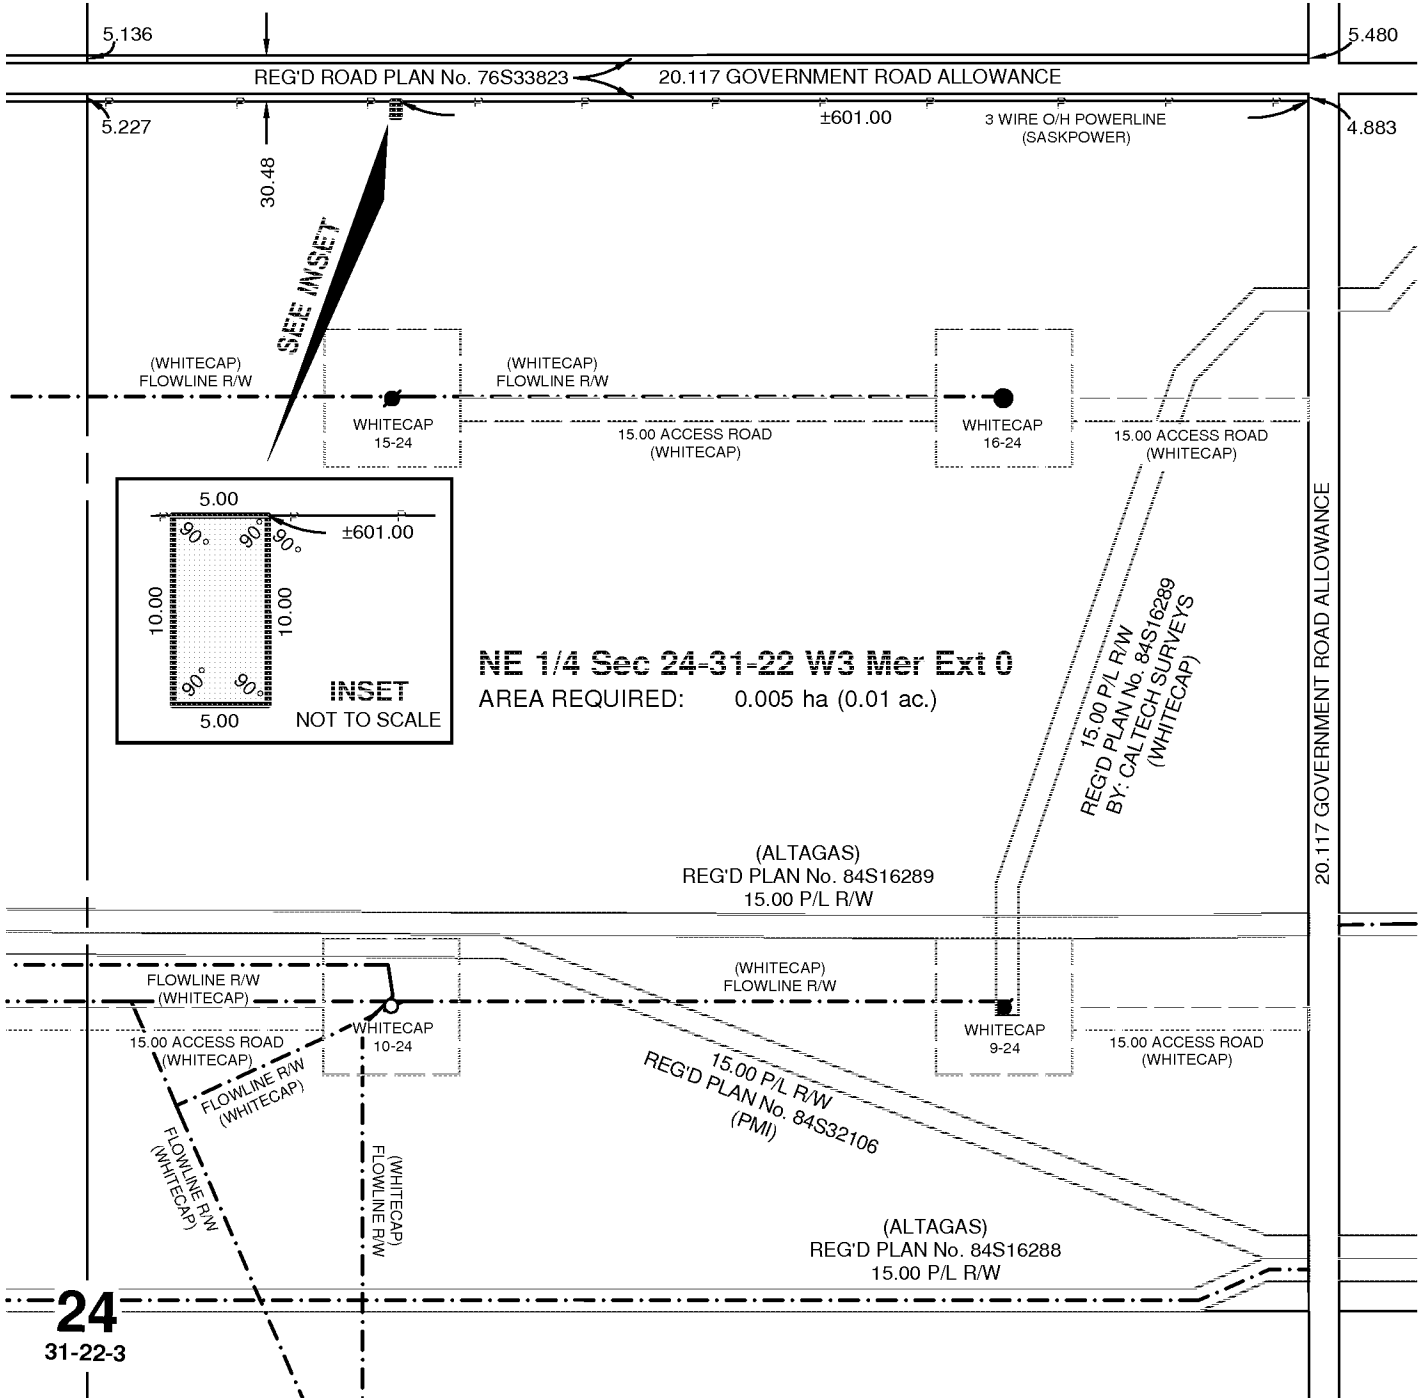 5.136
5.480
REG'D ROAD PLAN No. 76S33823
20.117 GOVERNMENT ROAD ALLOWANCE
5.227
±601.00
3 WIRE O/H POWERLINE
(SASKPOWER)
4.883
30.48
SEE INSET
(WHITECAP)
FLOWLINE R/W
(WHITECAP)
FLOWLINE R/W
WHITECAP
15-24
15.00 ACCESS ROAD
(WHITECAP)
WHITECAP
16-24
15.00 ACCESS ROAD
(WHITECAP)
5.00
±601.00
90°
90°
90°
10.00
10.00
90°
90°
5.00
INSET
NOT TO SCALE
NE 1/4 Sec 24-31-22 W3 Mer Ext 0
AREA REQUIRED: 0.005 ha (0.01 ac.)
15.00 P/L R/W
REG'D PLAN No. 84S16289
BY: CALTECH SURVEYS
(WHITECAP)
20.117 GOVERNMENT ROAD ALLOWANCE
(ALTAGAS)
REG'D PLAN No. 84S16289
15.00 P/L R/W
FLOWLINE R/W
(WHITECAP)
(WHITECAP)
FLOWLINE R/W
WHITECAP
10-24
WHITECAP
9-24
15.00 ACCESS ROAD
(WHITECAP)
15.00 ACCESS ROAD
(WHITECAP)
FLOWLINE R/W
(WHITECAP)
15.00 P/L R/W
REG'D PLAN No. 84S32106
(PMI)
FLOWLINE R/W
(WHITECAP)
(WHITECAP)
FLOWLINE R/W
(ALTAGAS)
REG'D PLAN No. 84S16288
15.00 P/L R/W
24
31-22-3